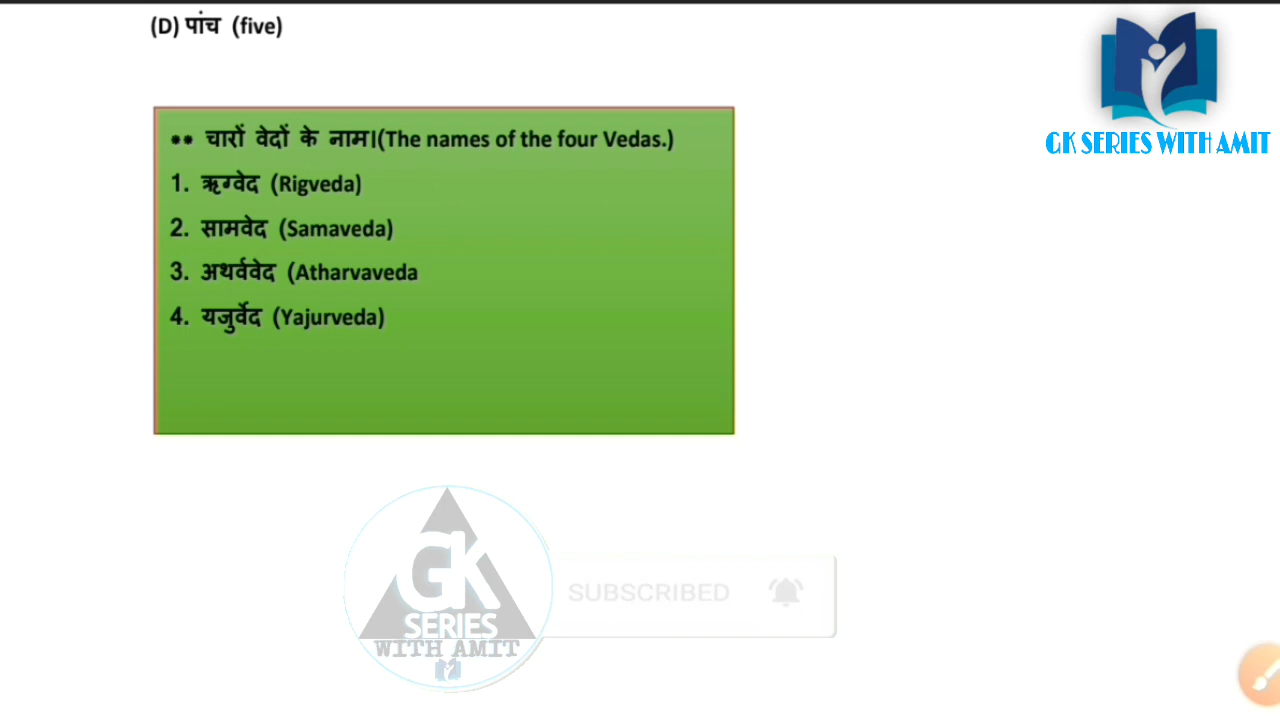 (D) पांच (five)
GK SERIES WITH AMIT
** चारों वेदों के नाम।(The names of the four Vedas.)
1. ऋग्वेद (Rigveda)
2. सामवेद (Samaveda)
3. अथर्ववेद (Atharvaveda
4. यजुर्वेद (Yajurveda)
GK
SERIES
WITH AMIT
SUBSCRIBED